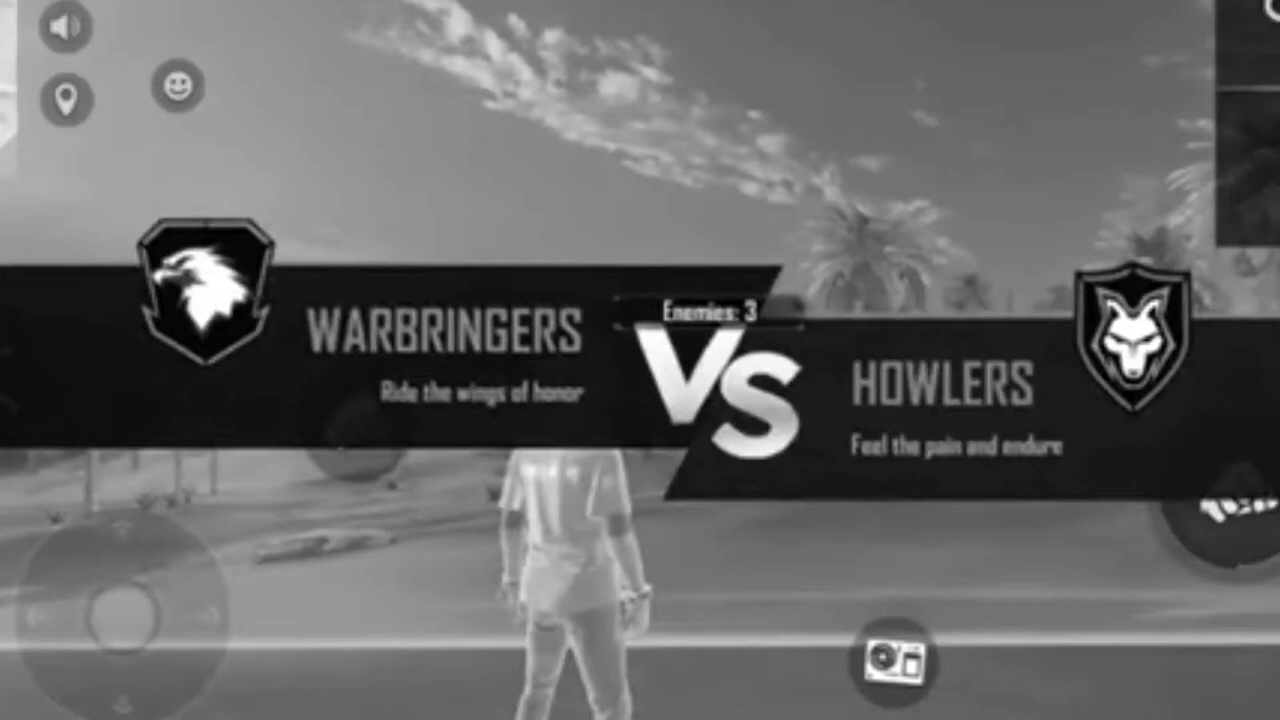 WARBRINGERS
Ride the wings of honor
Enemies: 3
VS
HOWLERS
Feel the pain and endure